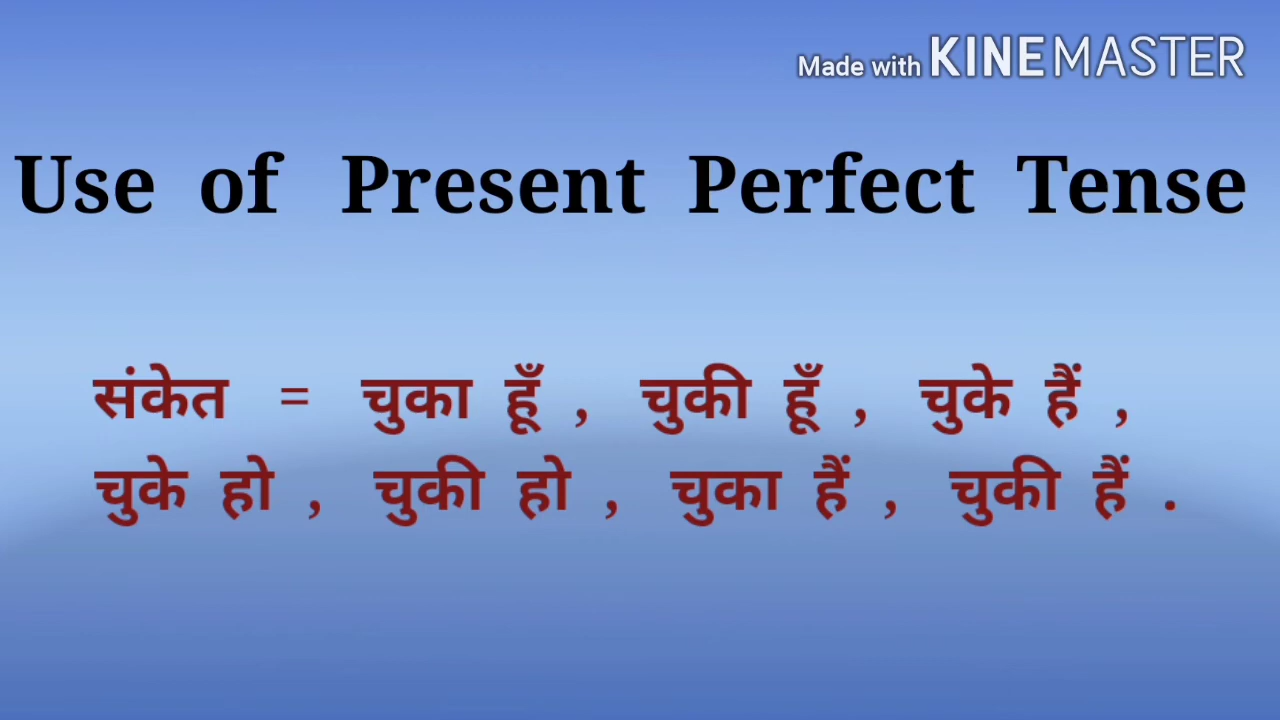 Made with KINEMASTER
Use of Present Perfect Tense
संकेत = चुका हूँ , चुकी हूँ , चुके हैं ,
चुके हो , चुकी हो , चुका हैं , चुकी हैं .